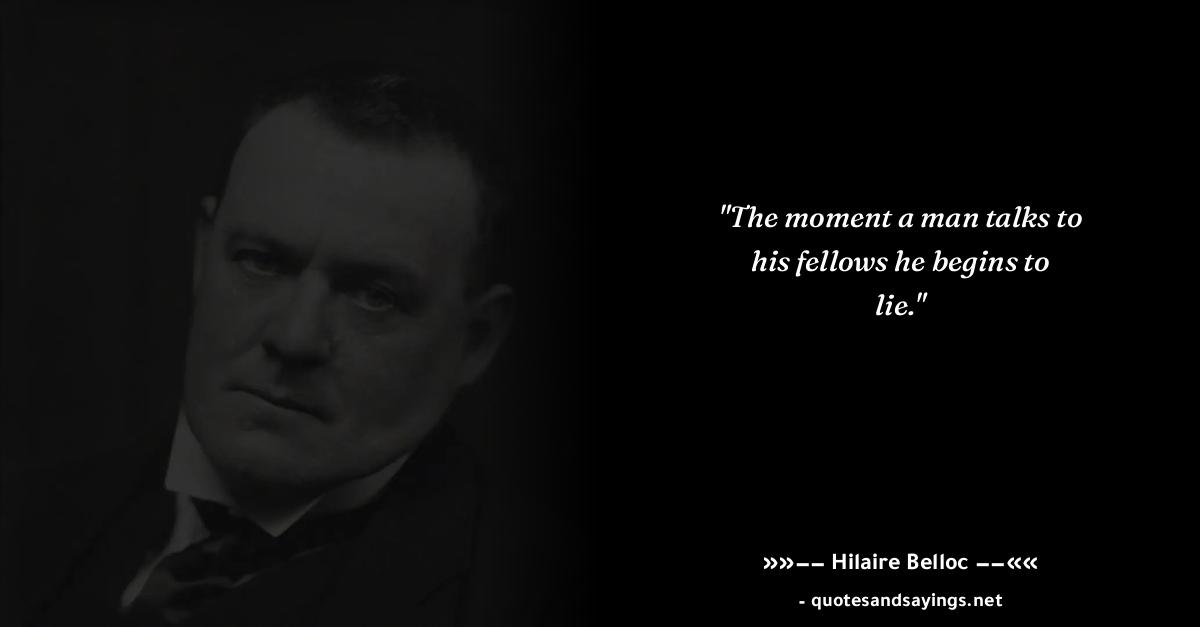 "The moment a man talks to
his fellows he begins to
lie."
»»−− Hilaire Belloc −−««
- quotesandsayings.net